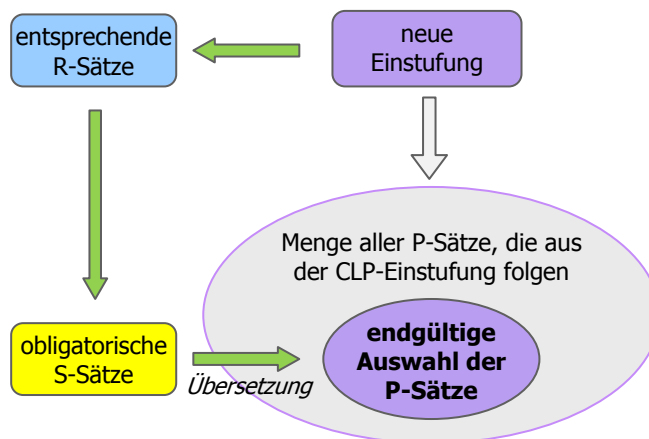 entsprechende
R-Sätze
neue
Einstufung
Menge aller P-Sätze, die aus
der CLP-Einstufung folgen
obligatorische
S-Sätze
Übersetzung
endgültige
Auswahl der
P-Sätze